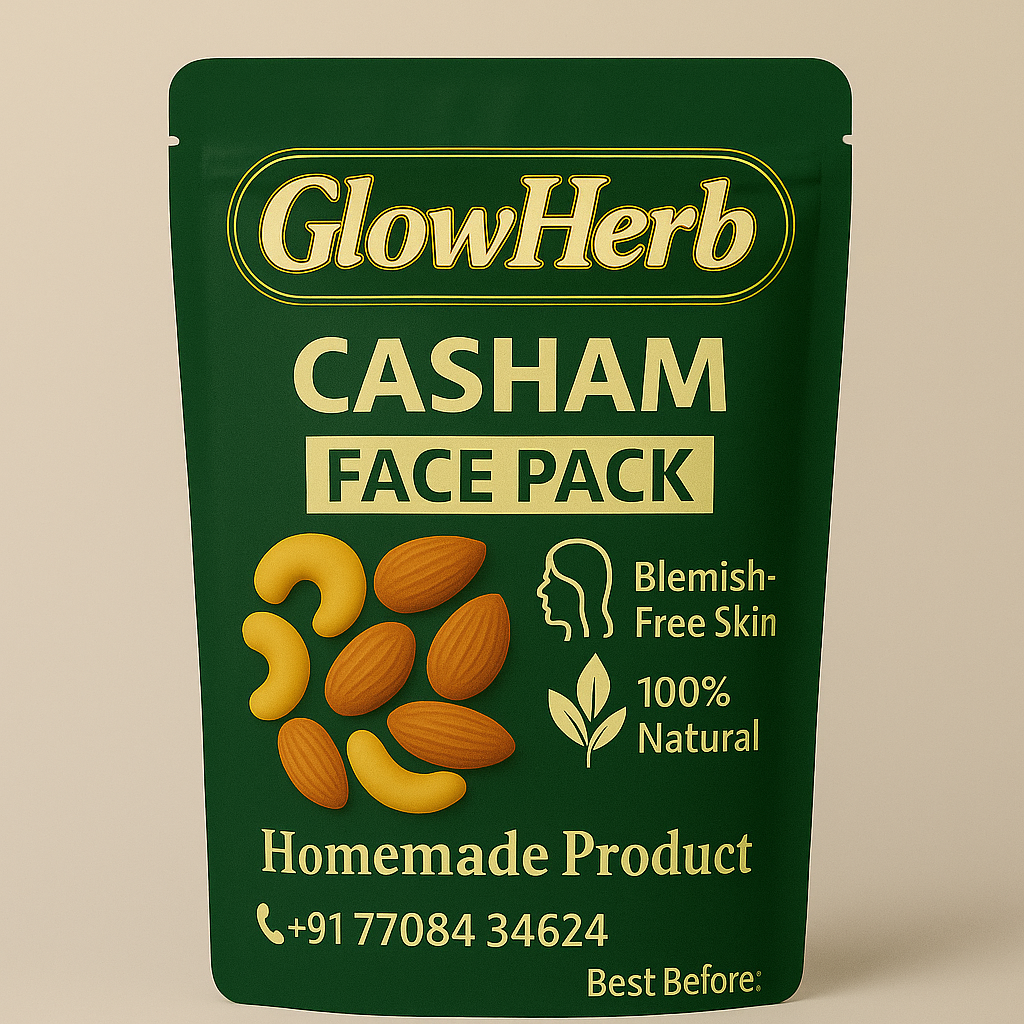 GlowHerb
CASHAM
FACE PACK
Blemish-
Free Skin
100%
Natural
Homemade Product
+91 77084 34624
Best Before: